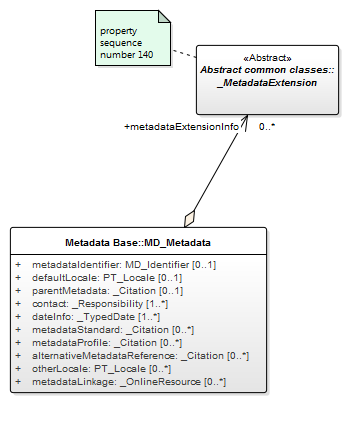 property
sequence
number 140
«Abstract»
Abstract common classes::
_MetadataExtension
+metadataExtensionInfo 0..*
Metadata Base::MD_Metadata
+ metadataIdentifier: MD_Identifier [0..1]
+ defaultLocale: PT_Locale [0..1]
+ parentMetadata: _Citation [0..1]
+ contact: _Responsibility [1..*]
+ dateInfo: _TypedDate [1..*]
+ metadataStandard: _Citation [0..*]
+ metadataProfile: _Citation [0..*]
+ alternativeMetadataReference: _Citation [0..*]
+ otherLocale: PT_Locale [0..*]
+ metadataLinkage: _OnlineResource [0..*]